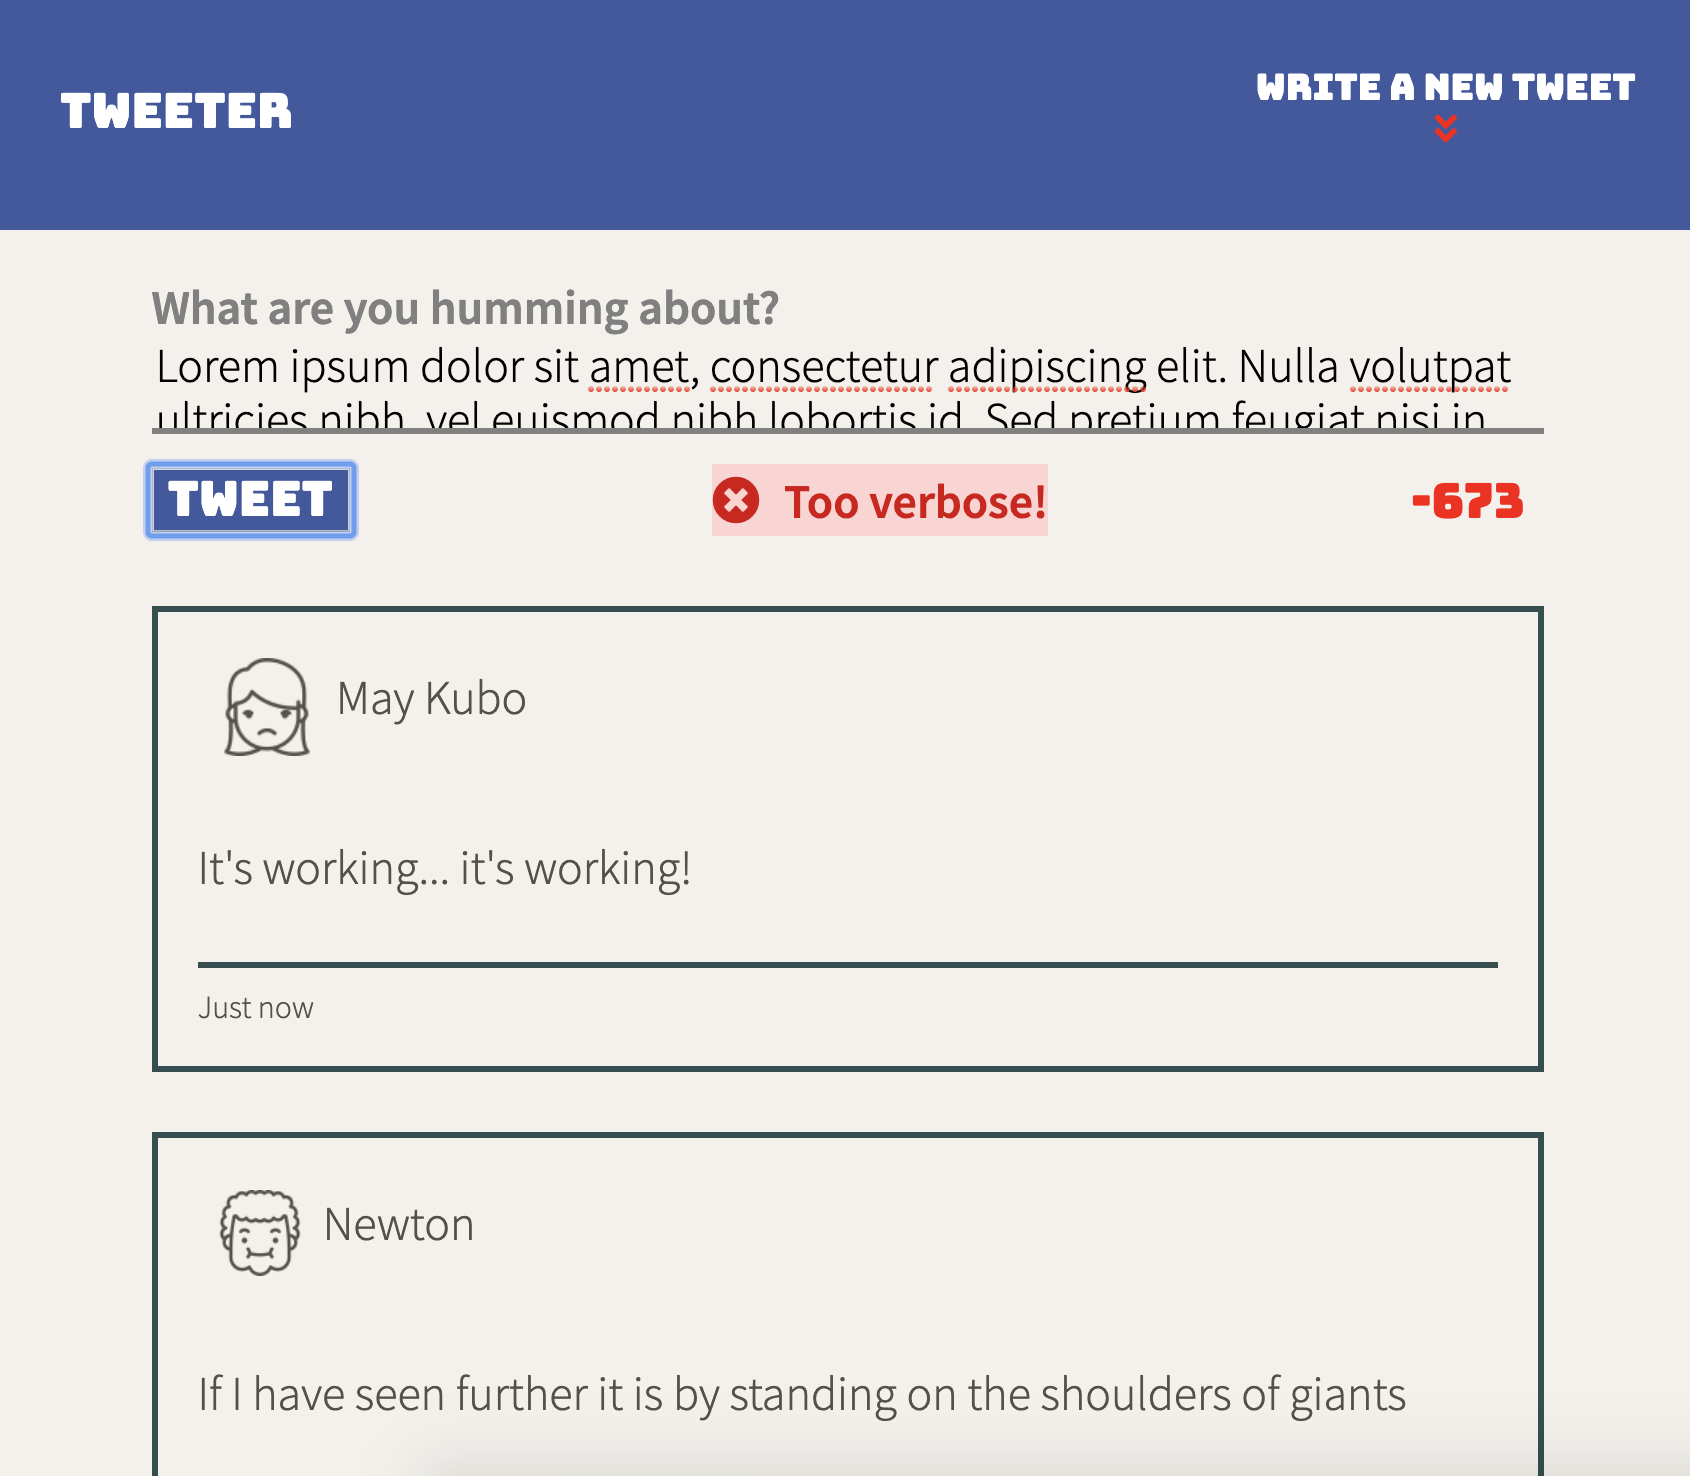 TWEETER
WRITE A NEW TWEET
What are you humming about?
Lorem ipsum dolor sit amet, consectetur adipiscing elit. Nulla volutpat
ultricies nibh, vel euismod nibh lobortis id. Sed pretium feugiat nisi in
TWEET
Too verbose!
-673
May Kubo
It's working... it's working!
Just now
Newton
If I have seen further it is by standing on the shoulders of giants